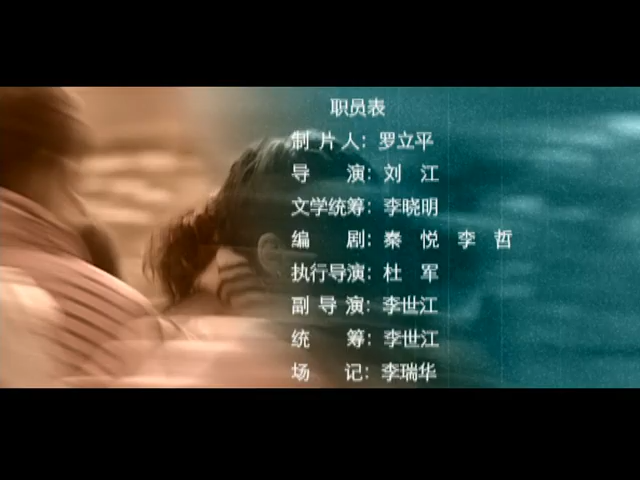 职员表
制 片 人：罗立平
导 演：刘 江
文学统筹：李晓明
编 剧：秦 悦 李 哲
执行导演：杜 军
副 导 演：李世江
统 筹：李世江
场 记：李瑞华